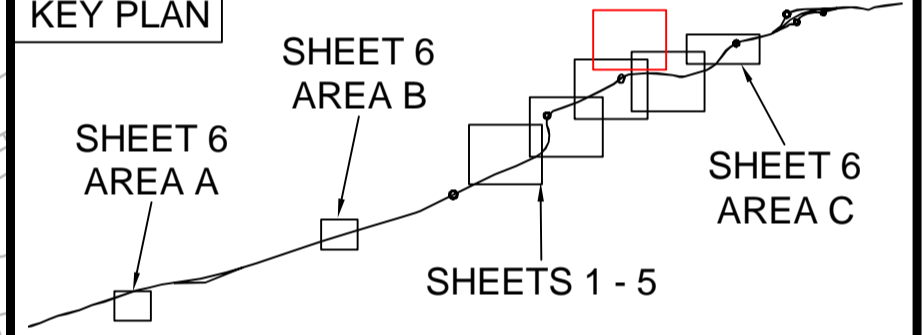 KEY PLAN
SHEET 6
AREA B
SHEET 6
AREA A
SHEET 6
AREA C
SHEETS 1 - 5